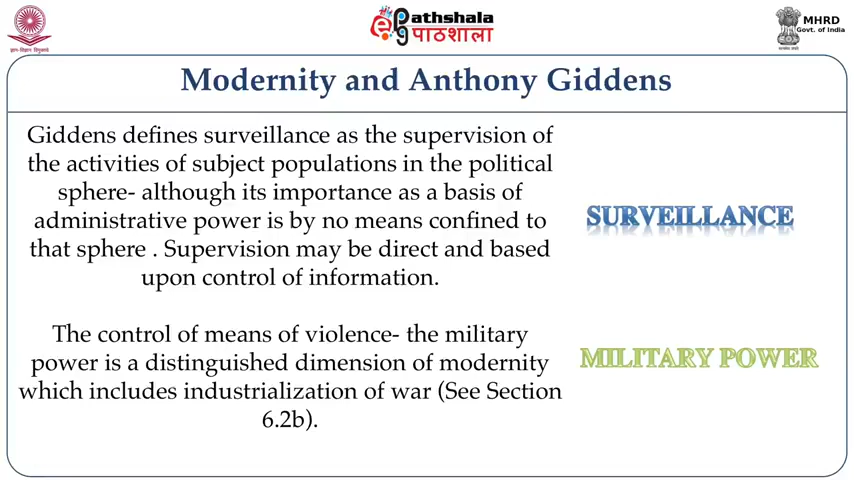 ePathshala
पाठशाला
MHRD
Govt. of India
Modernity and Anthony Giddens
Giddens defines surveillance as the supervision of
the activities of subject populations in the political
sphere- although its importance as a basis of
administrative power is by no means confined to
that sphere . Supervision may be direct and based
upon control of information.
SURVEILLANCE
The control of means of violence- the military
power is a distinguished dimension of modernity
which includes industrialization of war (See Section
6.2b).
MILITARY POWER